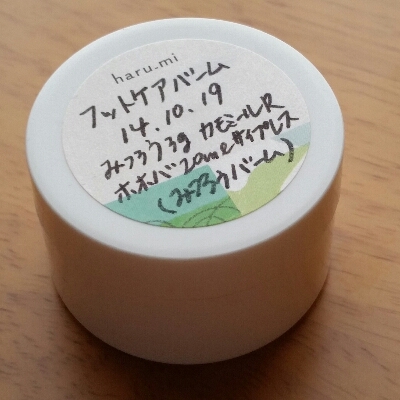 haru_mi
フットケアバーム
14.10.19
みつろう3g カモミールR
ホホバ20ml サイプレス
(みつろうバーム)